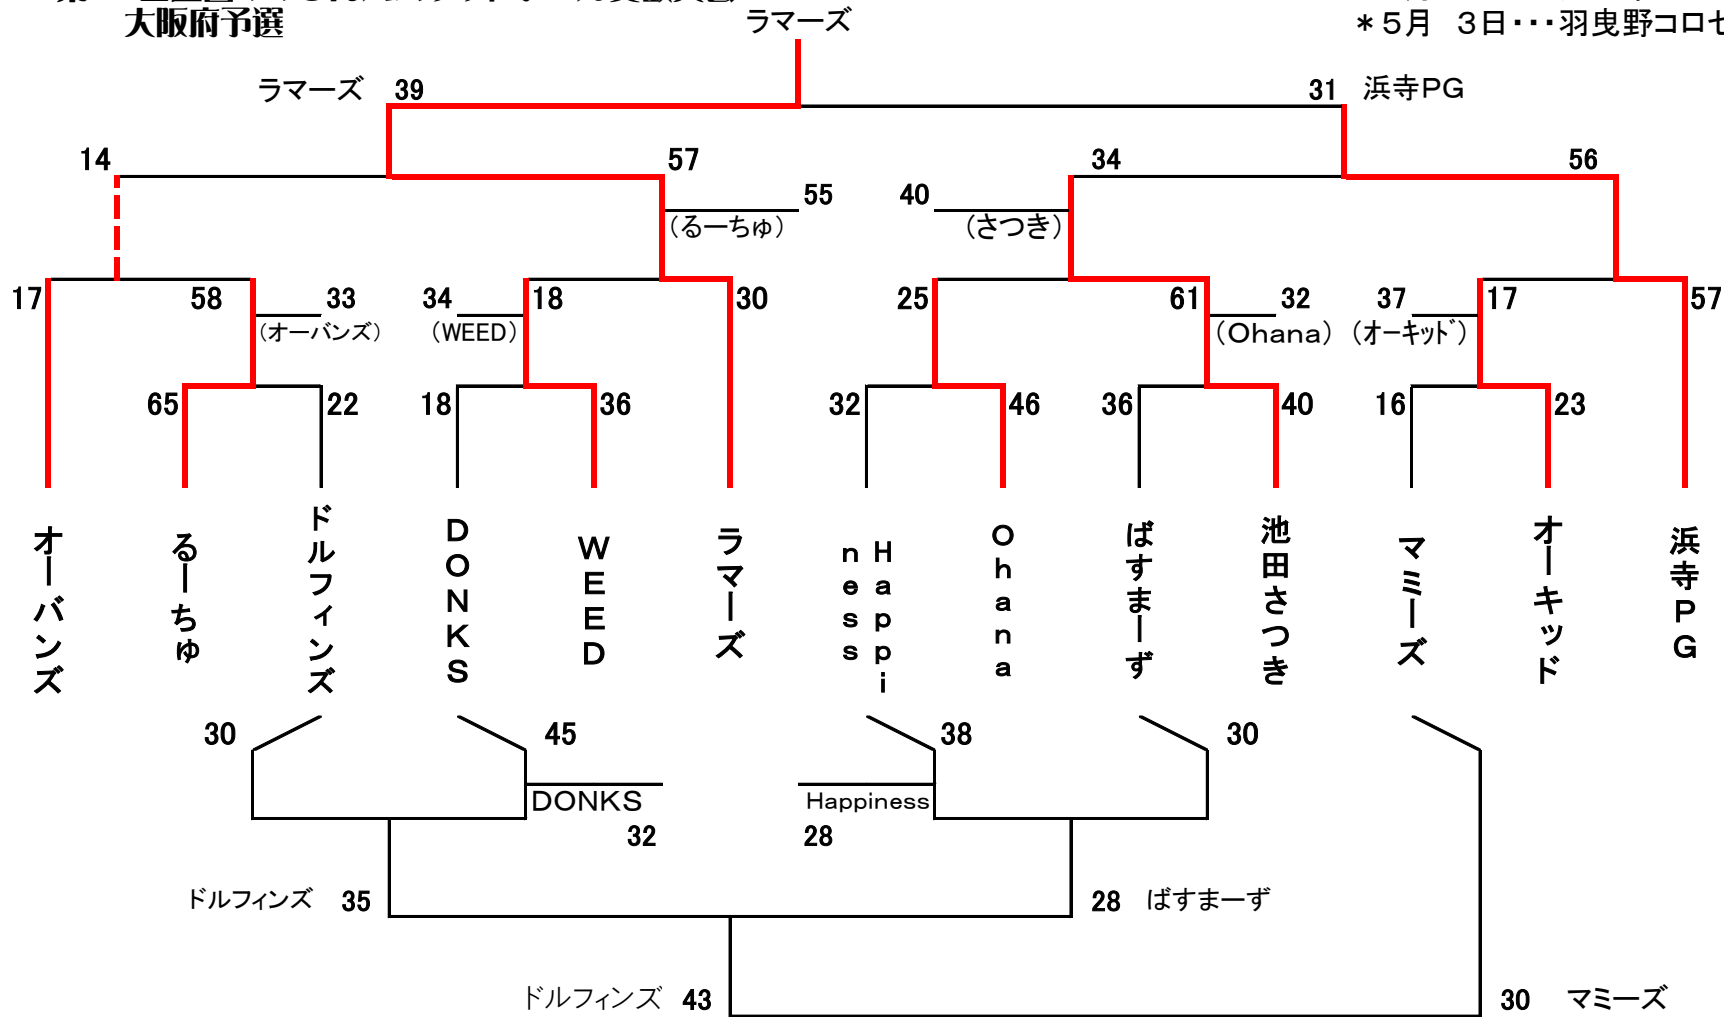 大阪府予選
ラマーズ
*5月 3日・・・羽曳野コロセ
ラマーズ 39
31 浜寺PG
14
57
34
56
55
40
(るーちゅ)
(さつき)
17
58
33
34
18
30
25
61
32
37
17
57
(オーバンズ)
(WEED)
(Ohana)
(オーキッド)
65
22
18
36
32
46
36
40
16
23
オーバンズ
るーちゅ
ドルフィンズ
DONKS
WEED
ラマーズ
Happiness
Ohana
ばすまーず
池田さつき
マミーズ
オーキッド
浜寺PG
30
45
38
30
DONKS
Happiness
32
28
ドルフィンズ 35
28 ばすまーず
ドルフィンズ 43
30 マミーズ